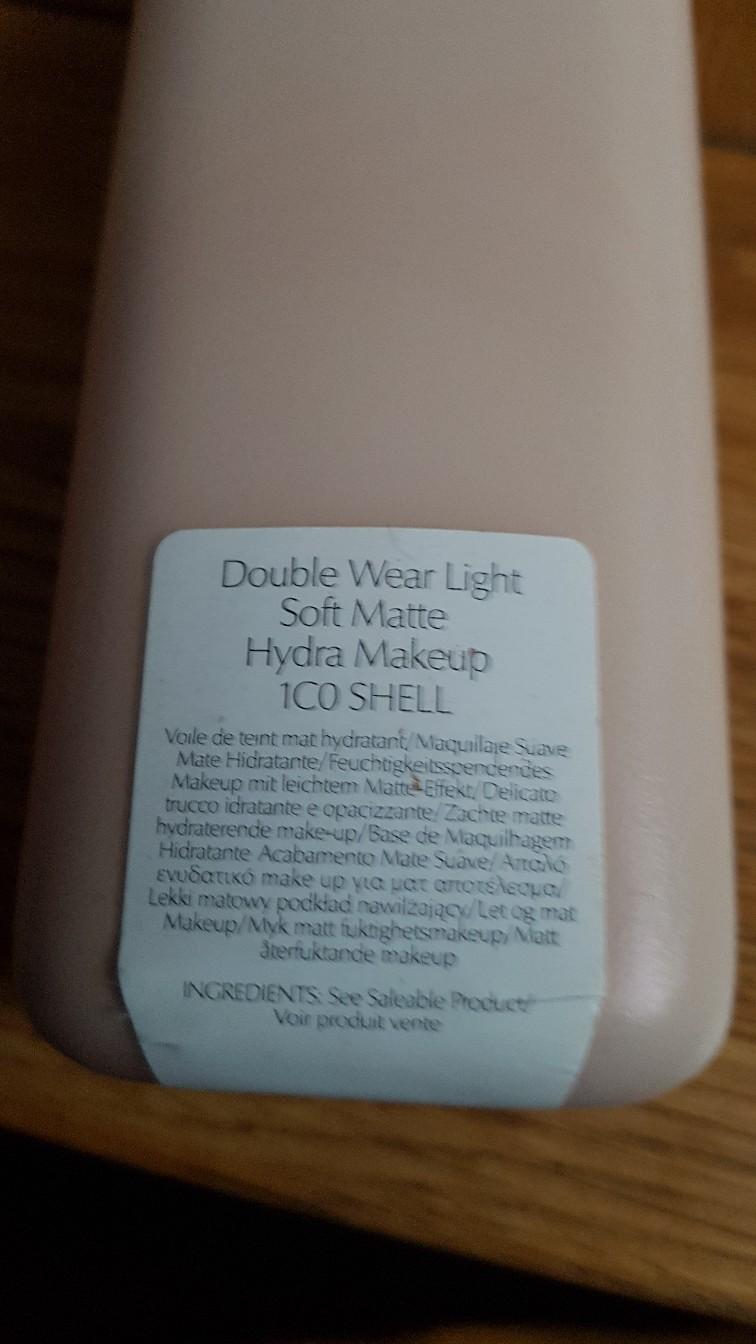 Double Wear Light
Soft Matte
Hydra Makeup
1C0 SHELL
Voile de teint mat hydratant/Maquillaje Suave
Mate Hidratante/Feuchtigkeitsspendendes
Makeup mit leichtem Matte-Effekt/Delicato
trucco idratante e opacizzante/Zachte matte
hydraterende make-up/Base de Maquilhagem
Hidratante Acabamento Mate Suave/Απαλό
ενυδατικό make up για ματ αποτέλεσμα/
Lekki matowy podkład nawilżający/Let og mat
Makeup/Myk matt fuktighetsmakeup/Matt
återfuktande makeup
INGREDIENTS: See Saleable Product/
Voir produit vente